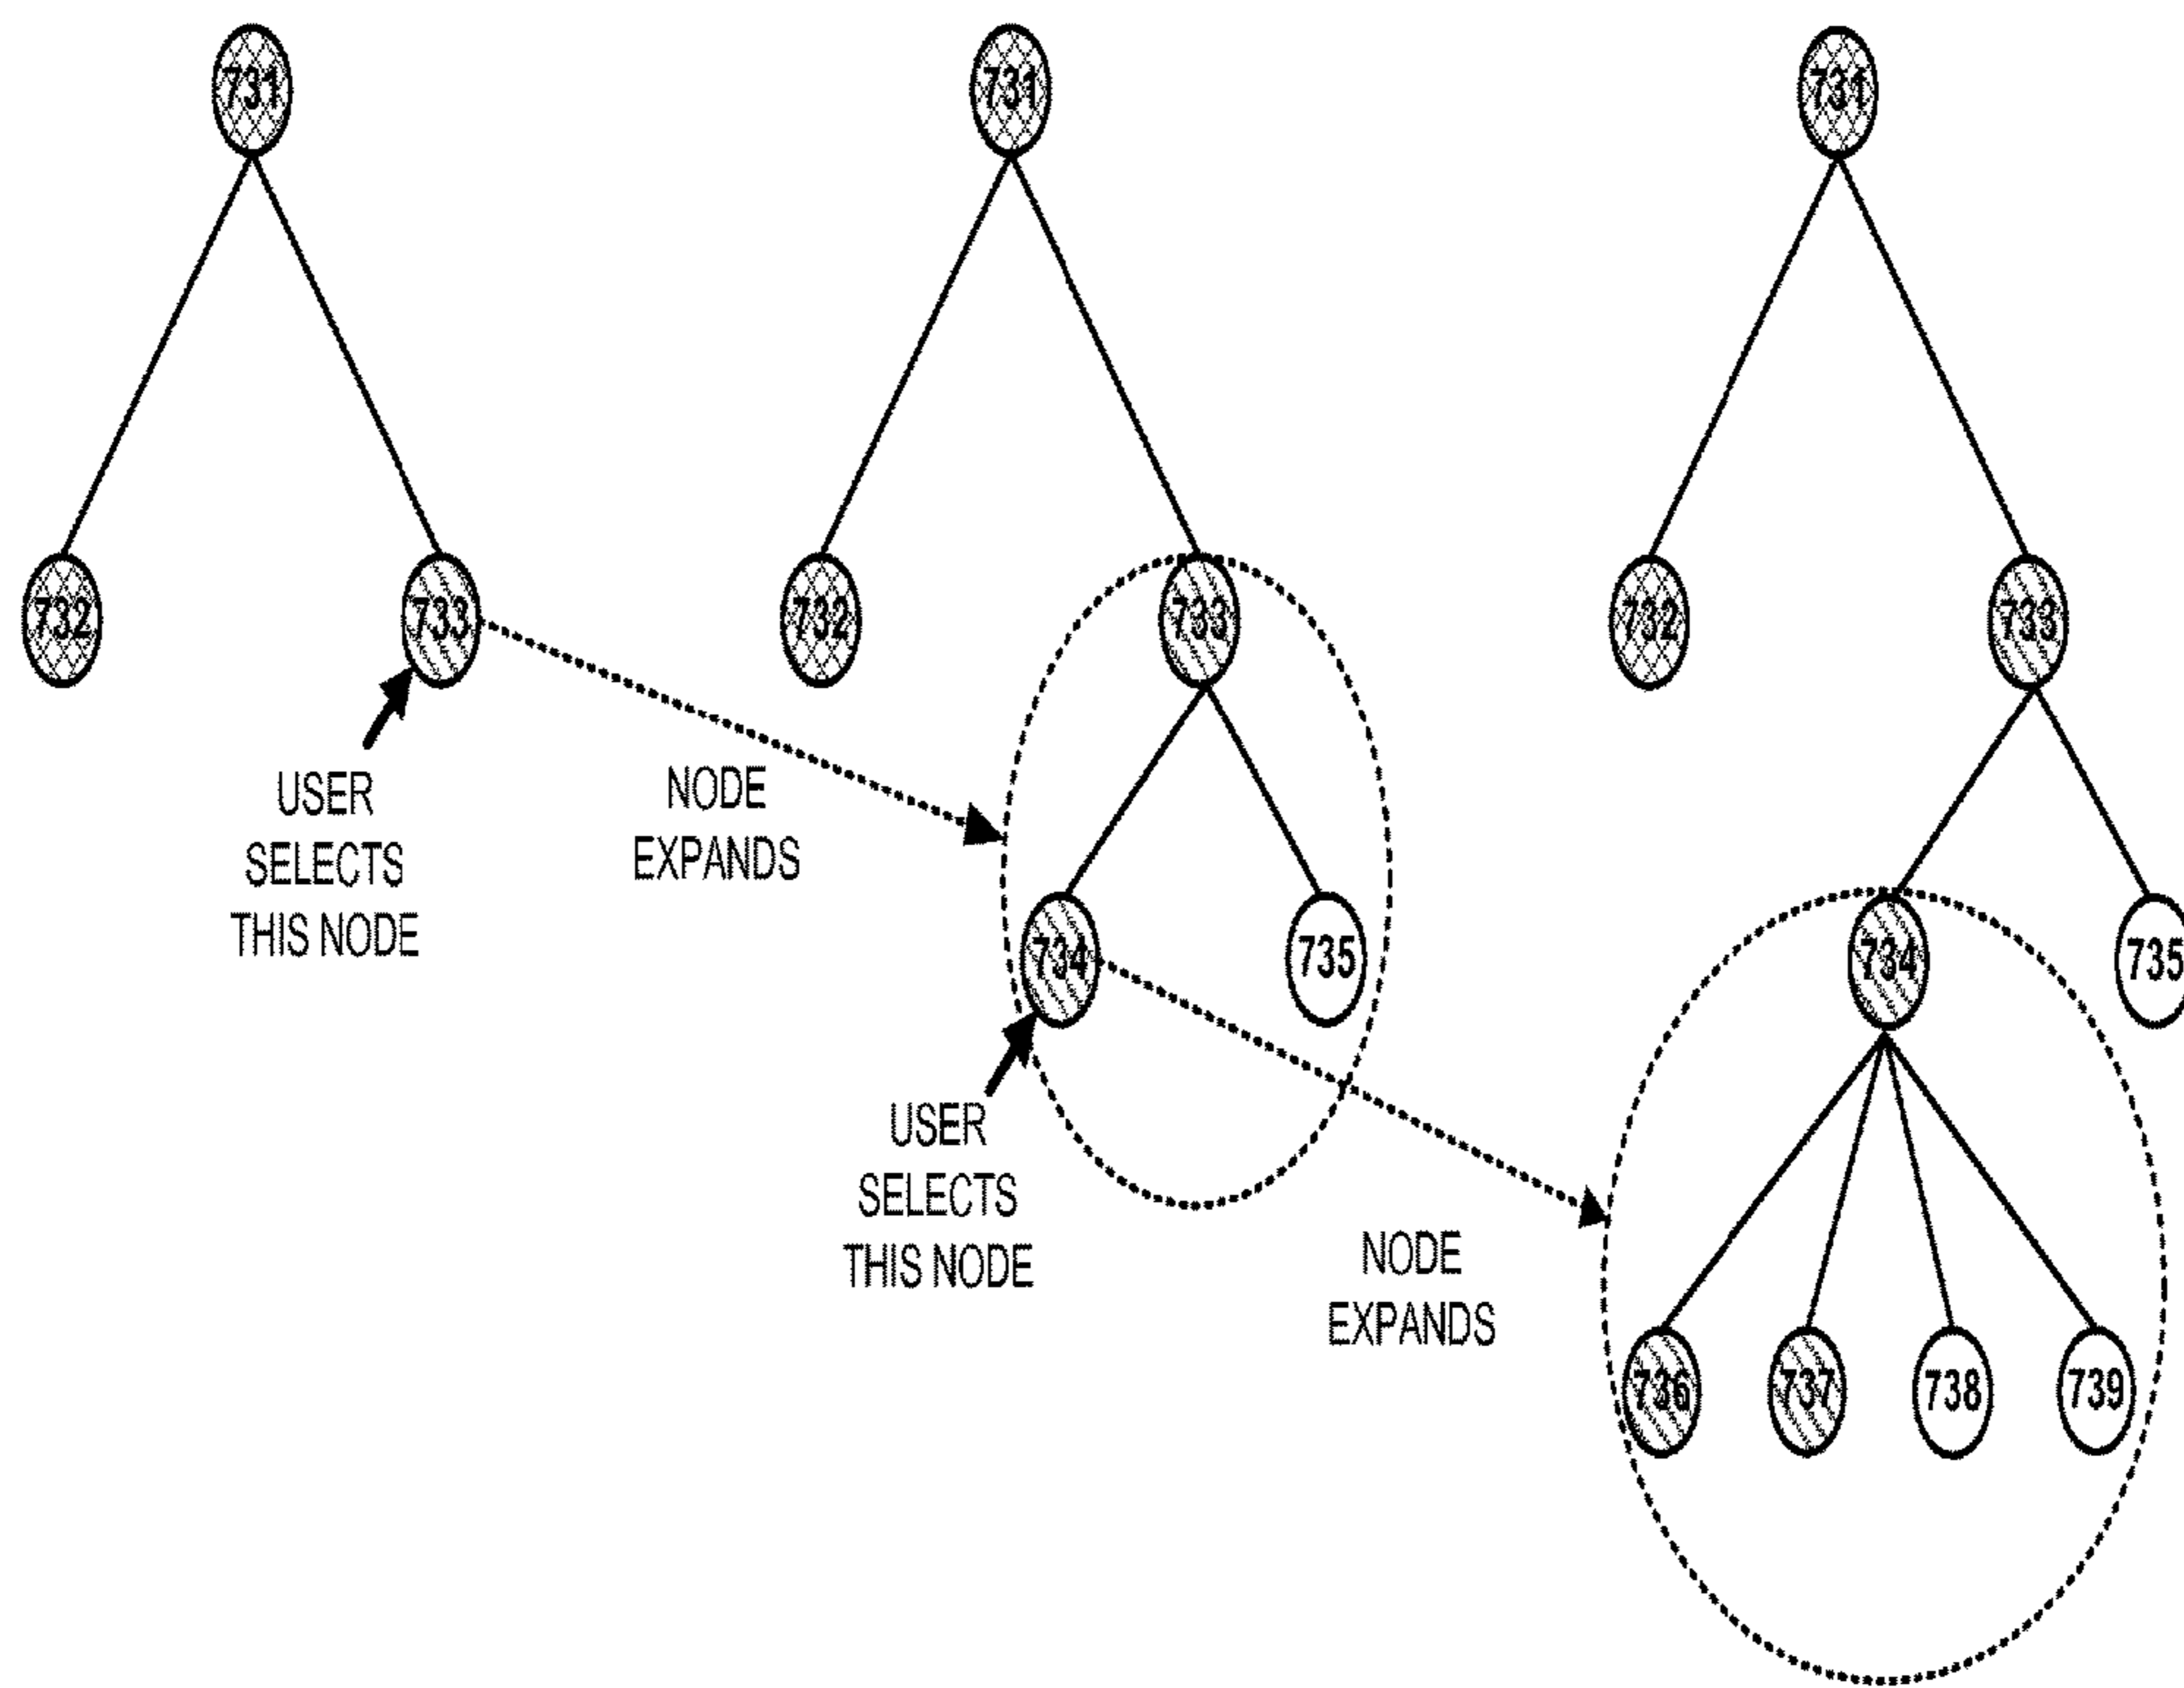 731
731
731
732
733
732
733
732
733
USER
SELECTS
THIS NODE
NODE
EXPANDS
734
735
734
735
USER
SELECTS
THIS NODE
NODE
EXPANDS
736
737
738
739